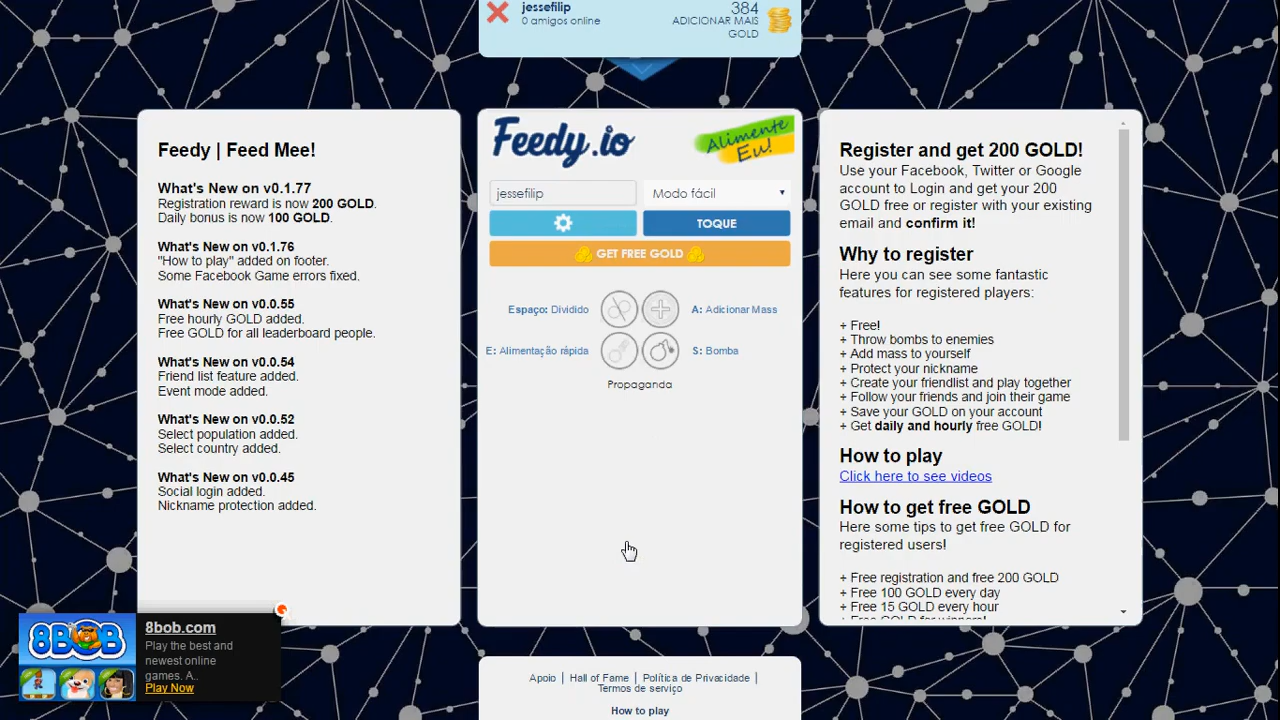 jessefilip
0 amigos online
384
ADICIONAR MAIS
GOLD
Feedy | Feed Mee!
What's New on v0.1.77
Registration reward is now 200 GOLD.
Daily bonus is now 100 GOLD.
What's New on v0.1.76
"How to play" added on footer.
Some Facebook Game errors fixed.
What's New on v0.0.55
Free hourly GOLD added.
Free GOLD for all leaderboard people.
What's New on v0.0.54
Friend list feature added.
Event mode added.
What's New on v0.0.52
Select population added.
Select country added.
What's New on v0.0.45
Social login added.
Nickname protection added.
Feedy.io
Alimente
Eu!
jessefilip
Modo fácil
TOQUE
GET FREE GOLD
Espaço: Dividido
A: Adicionar Mass
E: Alimentação rápida
S: Bomba
Propaganda
Register and get 200 GOLD!
Use your Facebook, Twitter or Google
account to Login and get your 200
GOLD free or register with your existing
email and confirm it!
Why to register
Here you can see some fantastic
features for registered players:
+ Free!
+ Throw bombs to enemies
+ Add mass to yourself
+ Protect your nickname
+ Create your friendlist and play together
+ Follow your friends and join their game
+ Save your GOLD on your account
+ Get daily and hourly free GOLD!
How to play
Click here to see videos
How to get free GOLD
Here some tips to get free GOLD for
registered users!
+ Free registration and free 200 GOLD
+ Free 100 GOLD every day
+ Free 15 GOLD every hour
+ Free GOLD for winners!
8BOB
8bob.com
Play the best and
newest online
games. A..
Play Now
Apoio | Hall of Fame | Política de Privacidade |
Termos de serviço
How to play